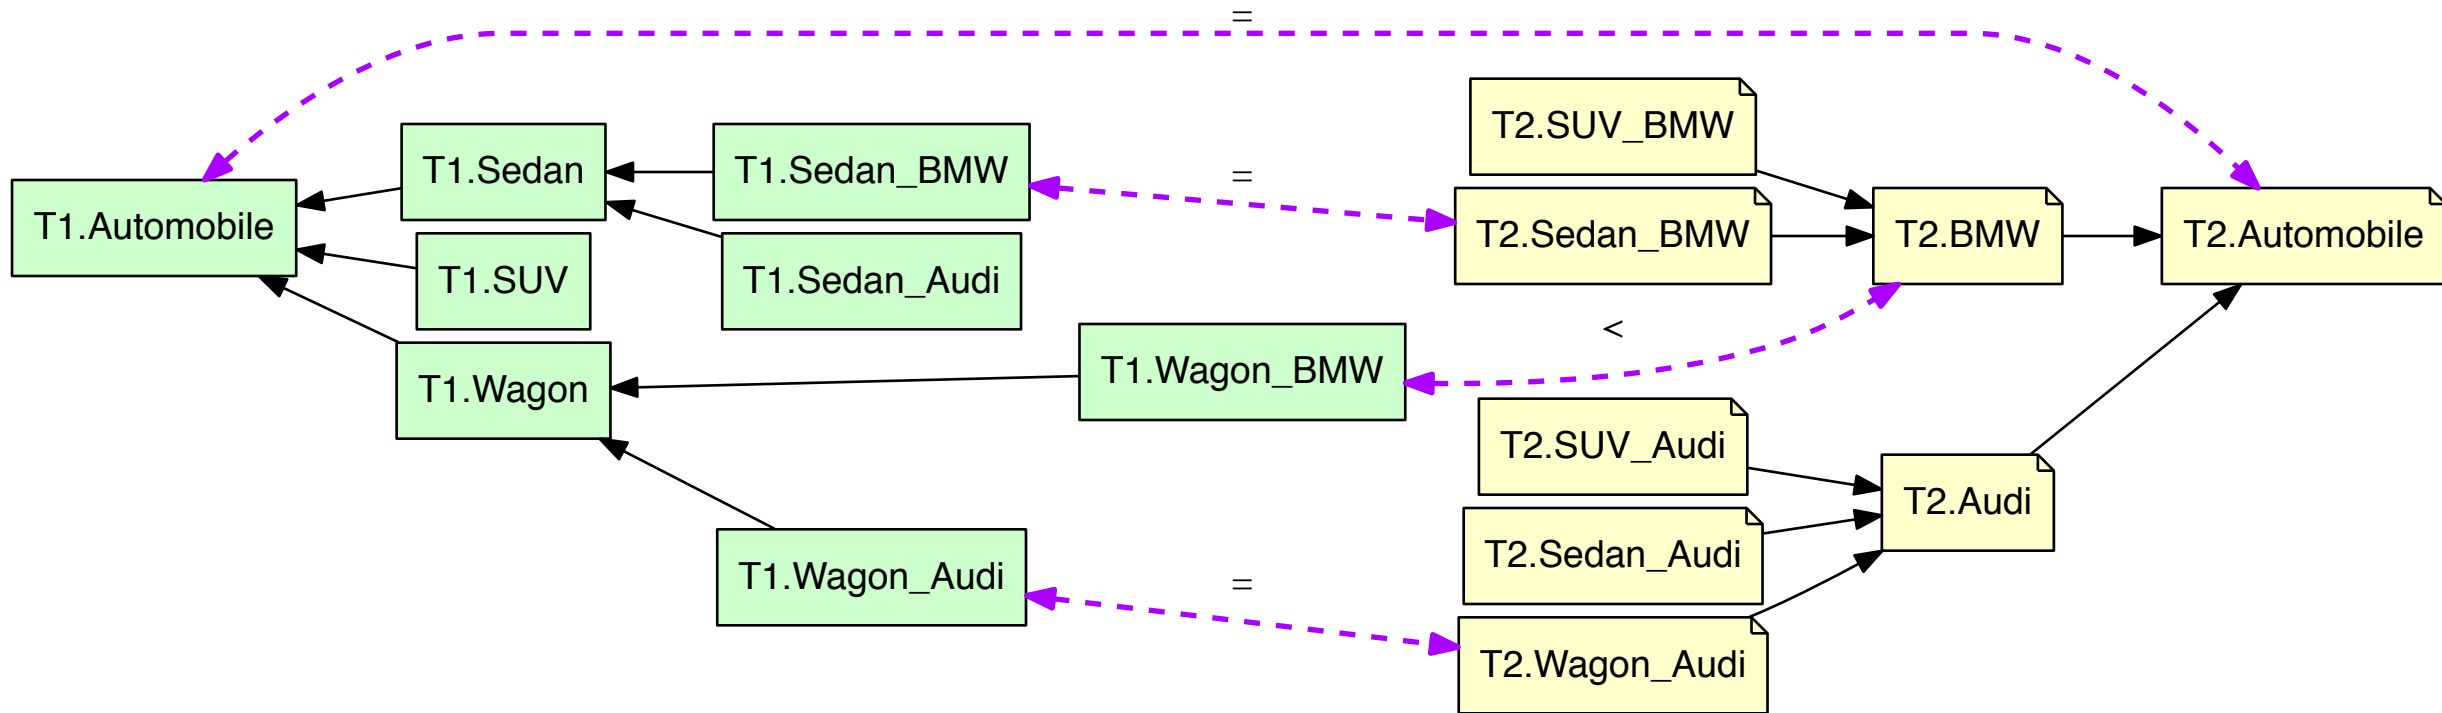 =
T2.SUV_BMW
T1.Sedan
T1.Sedan_BMW
=
T1.Automobile
T2.Sedan_BMW
T2.BMW
T2.Automobile
T1.SUV
T1.Sedan_Audi
<
T1.Wagon
T1.Wagon_BMW
T2.SUV_Audi
T2.Audi
T2.Sedan_Audi
T1.Wagon_Audi
=
T2.Wagon_Audi